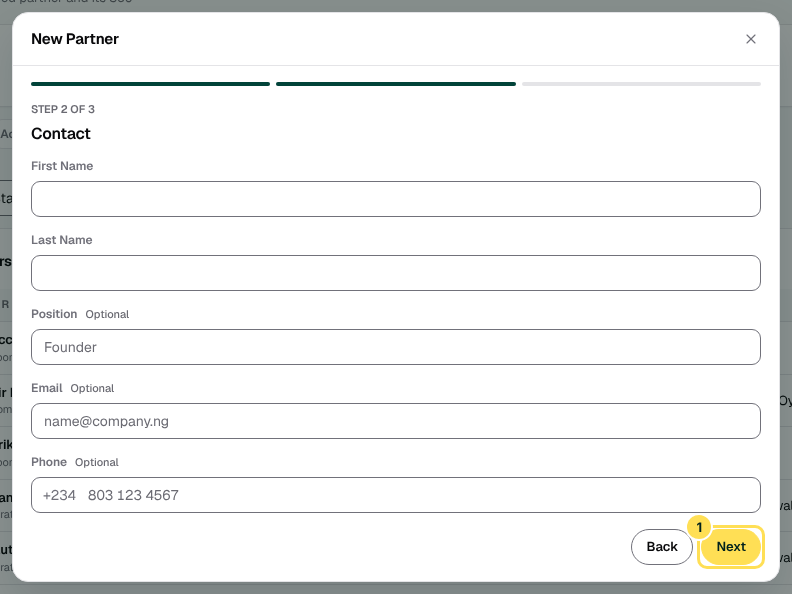 New Partner
STEP 2 OF 3
Contact
First Name
Last Name
Position Optional
Founder
Email Optional
name@company.ng
Phone Optional
+234 803 123 4567
1
Back Next